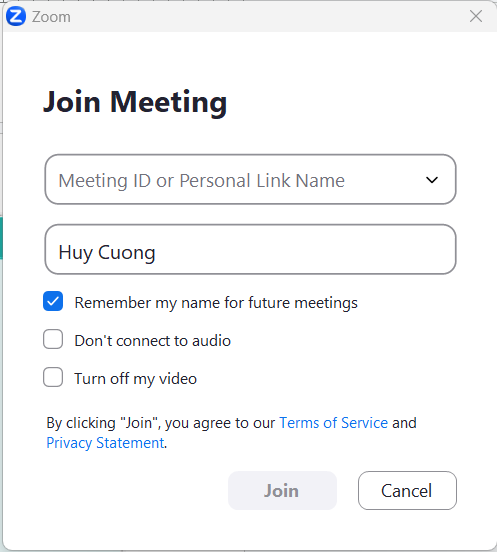 Zoom
Join Meeting
Meeting ID or Personal Link Name
Huy Cuong
Remember my name for future meetings
Don't connect to audio
Turn off my video
By clicking "Join", you agree to our Terms of Service and
Privacy Statement.
Join Cancel